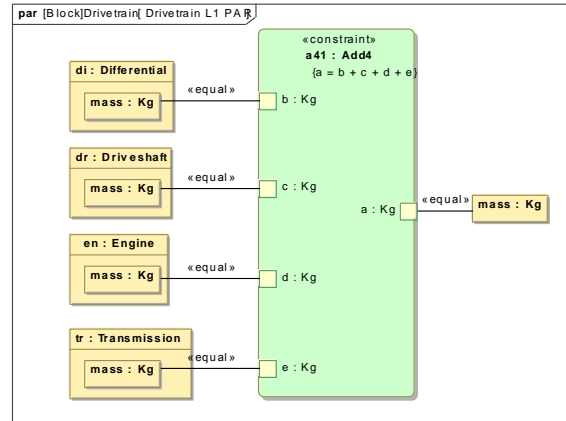 par [Block]Drivetrain[ Drivetrain L1 PAR]
«constraint»
a41 : Add4
{a = b + c + d + e}
di : Differential
mass : Kg
«equal»
b : Kg
dr : Driveshaft
mass : Kg
«equal»
c : Kg
a : Kg
«equal»
mass : Kg
en : Engine
mass : Kg
«equal»
d : Kg
tr : Transmission
mass : Kg
«equal»
e : Kg